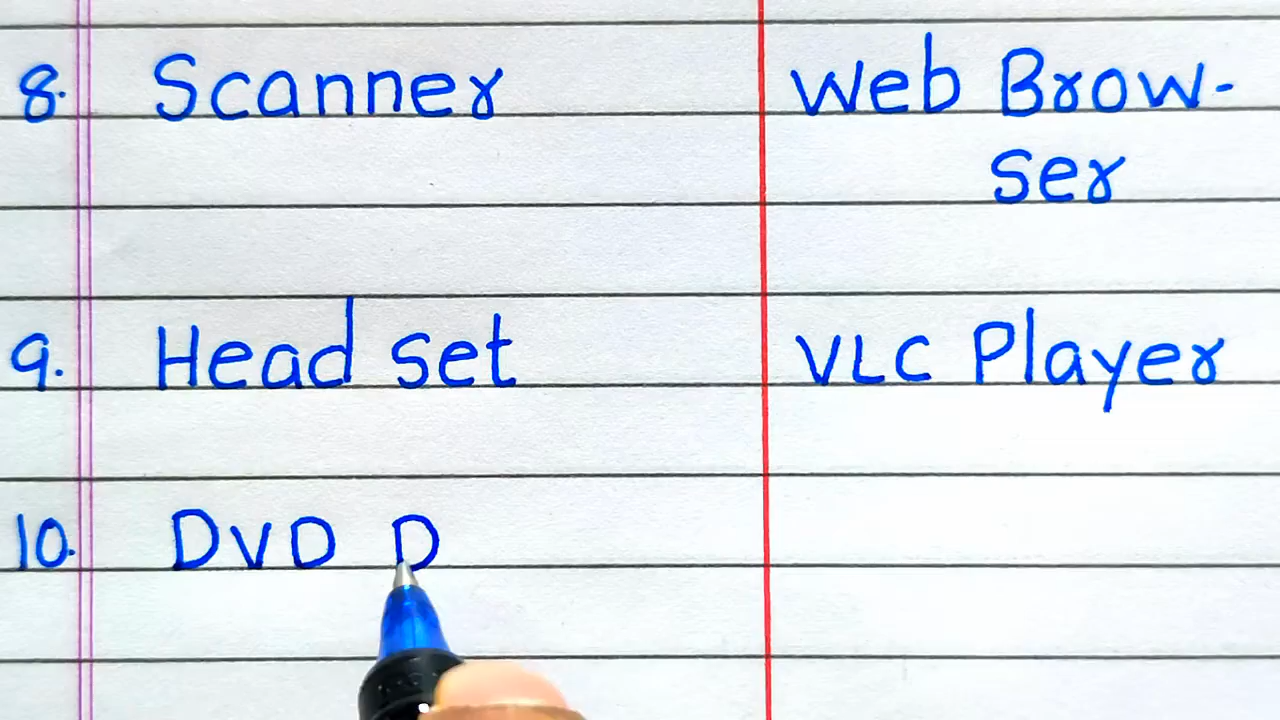 8. Scanner Web Brow-
ser
9. Head set VLC Player
10. DVD D